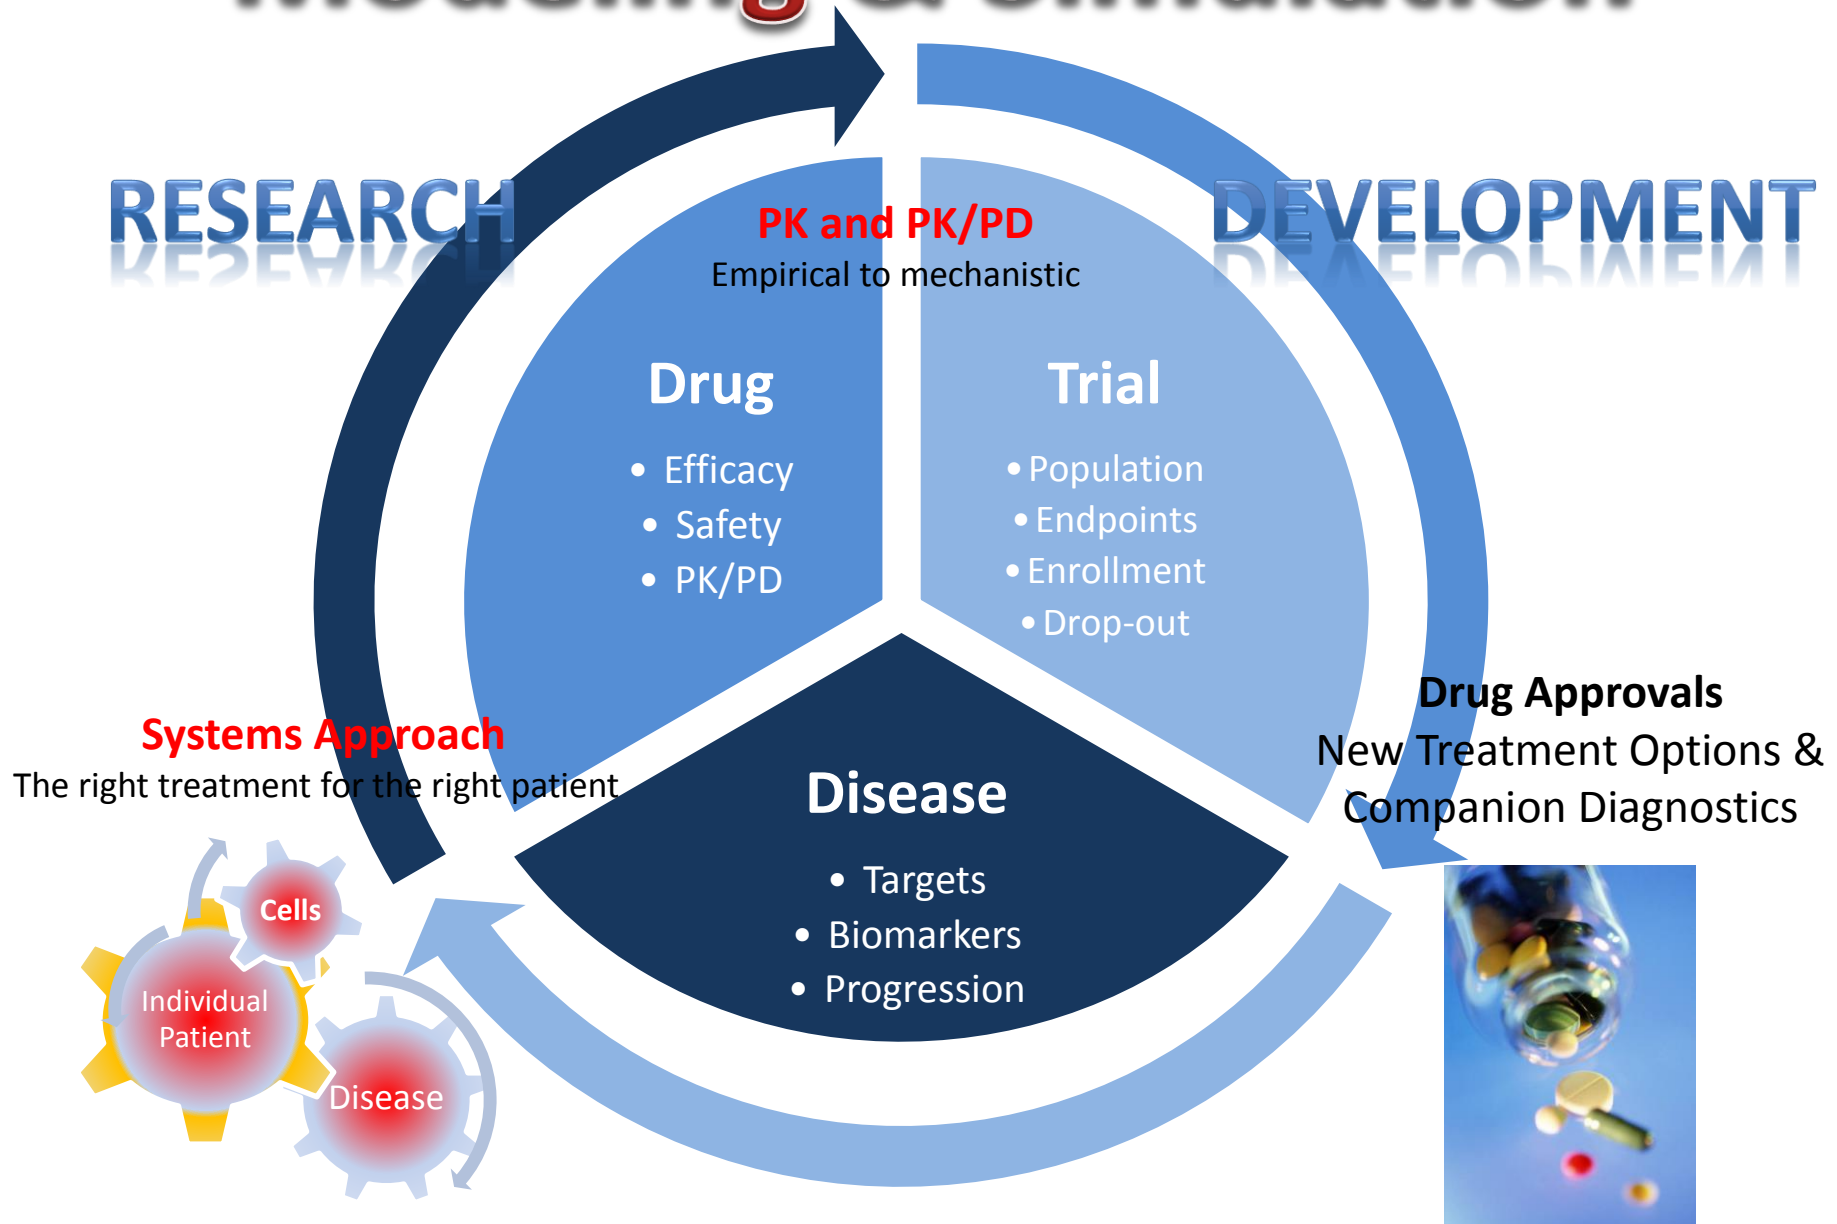 Modeling & Simulation
RESEARCH
DEVELOPMENT
PK and PK/PD
Empirical to mechanistic
Drug
• Efficacy
• Safety
• PK/PD
Trial
• Population
• Endpoints
• Enrollment
• Drop-out
Systems Approach
The right treatment for the right patient
Drug Approvals
New Treatment Options &
Companion Diagnostics
Disease
• Targets
• Biomarkers
• Progression
Cells
Individual
Patient
Disease